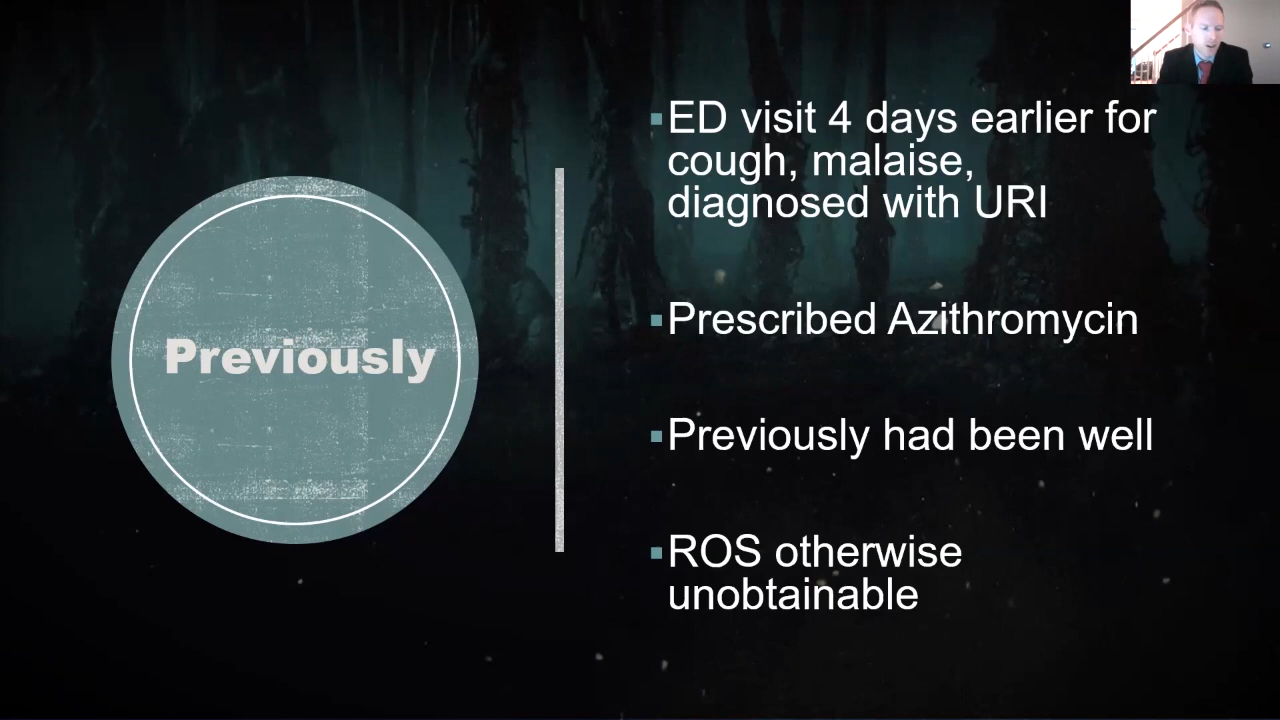 Previously
▪ED visit 4 days earlier for
cough, malaise,
diagnosed with URI
▪Prescribed Azithromycin
▪Previously had been well
▪ROS otherwise
unobtainable